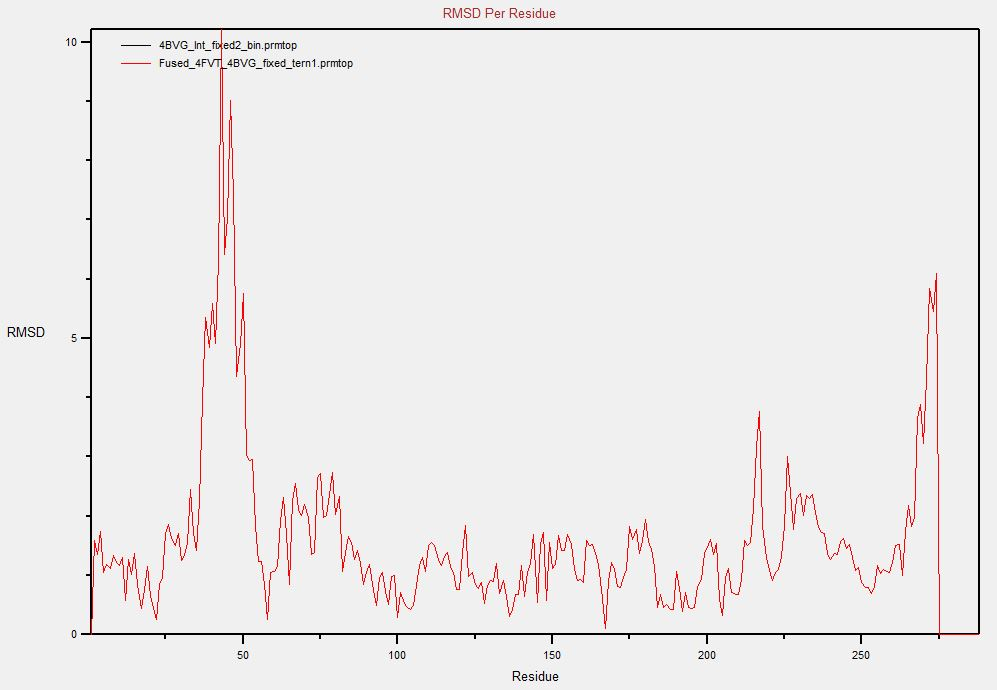 RMSD Per Residue
10
4BVG_Int_fixed2_bin.prmtop
Fused_4FVT_4BVG_fixed_tern1.prmtop
RMSD
5
0
50
100
150
200
250
Residue